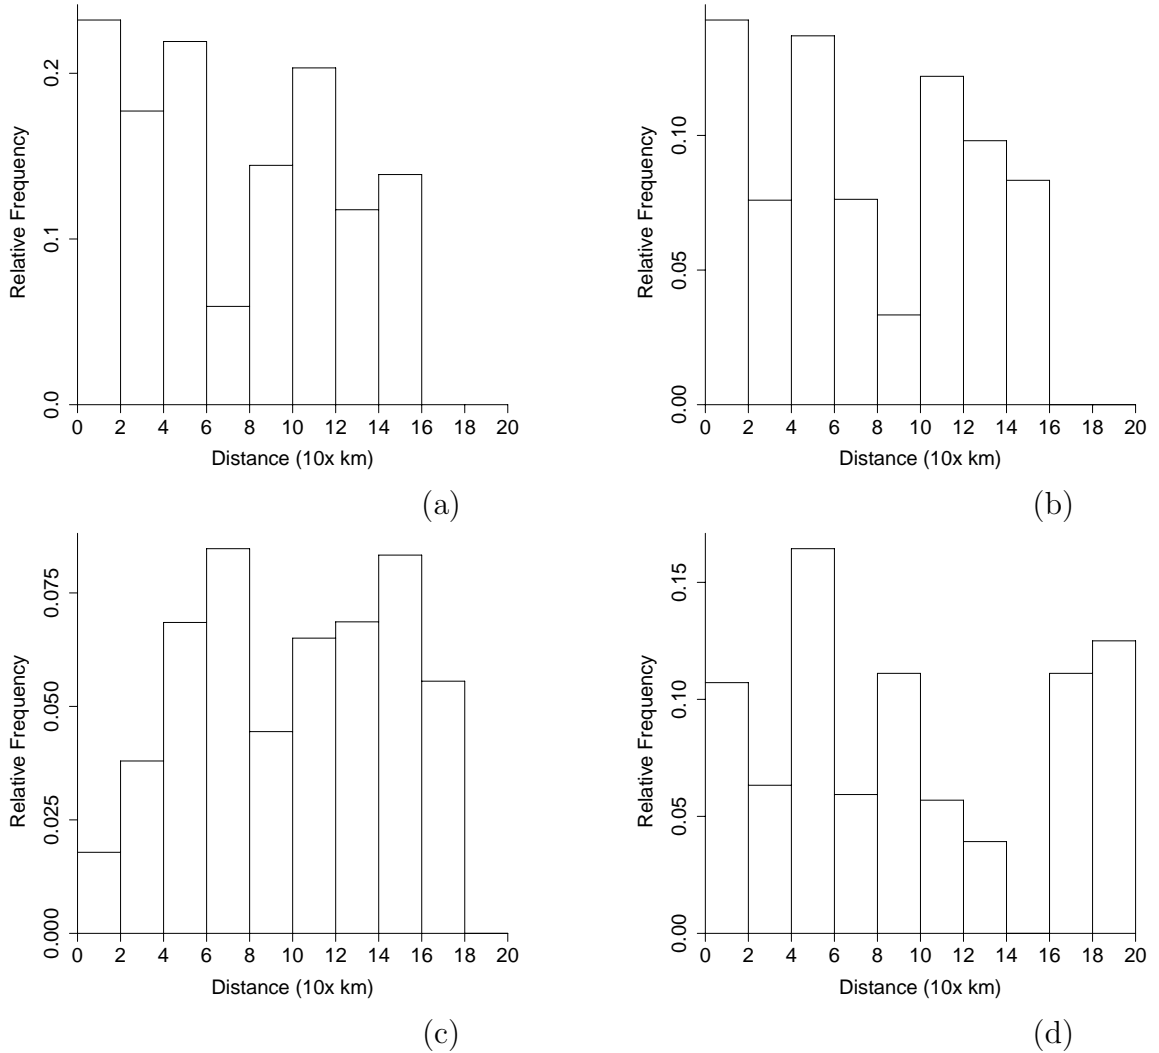 Relative Frequency
0.2
0.1
0.0
0 2 4 6 8 10 12 14 16 18 20
Distance (10x km)
(a)
Relative Frequency
0.10
0.05
0.00
0 2 4 6 8 10 12 14 16 18 20
Distance (10x km)
(b)
Relative Frequency
0.075
0.050
0.025
0.000
0 2 4 6 8 10 12 14 16 18 20
Distance (10x km)
(c)
Relative Frequency
0.15
0.10
0.05
0.00
0 2 4 6 8 10 12 14 16 18 20
Distance (10x km)
(d)